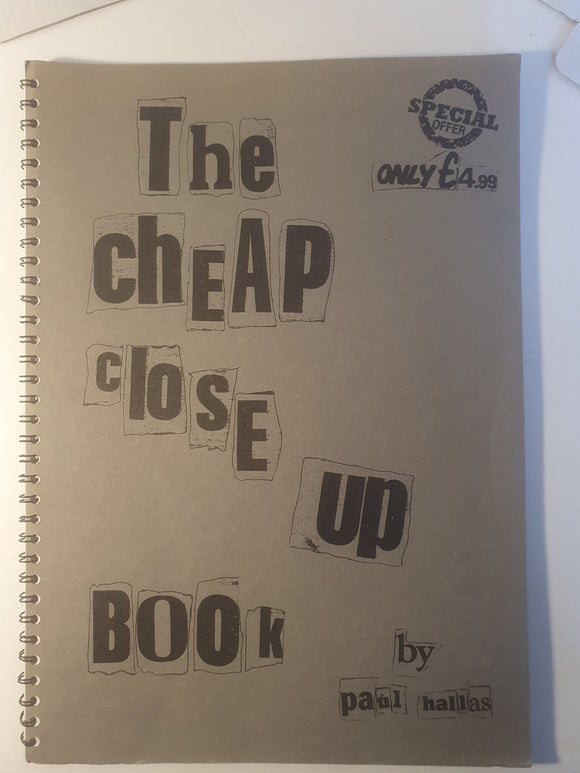 SPECIAL
OFFER
ONLY £4.99
The
chEAP
closE
up
BOOk
by
paul hallas